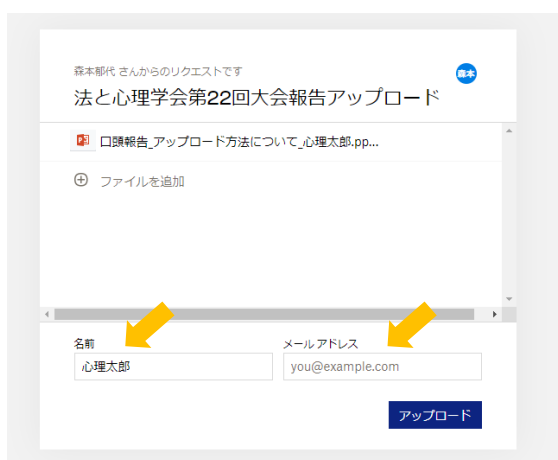 森本郁代 さんからのリクエストです
森本
法と心理学会第22回大会報告アップロード
口頭報告_アップロード方法について_心理太郎.pp...
ファイルを追加
名前
メール アドレス
心理太郎
you@example.com
アップロード